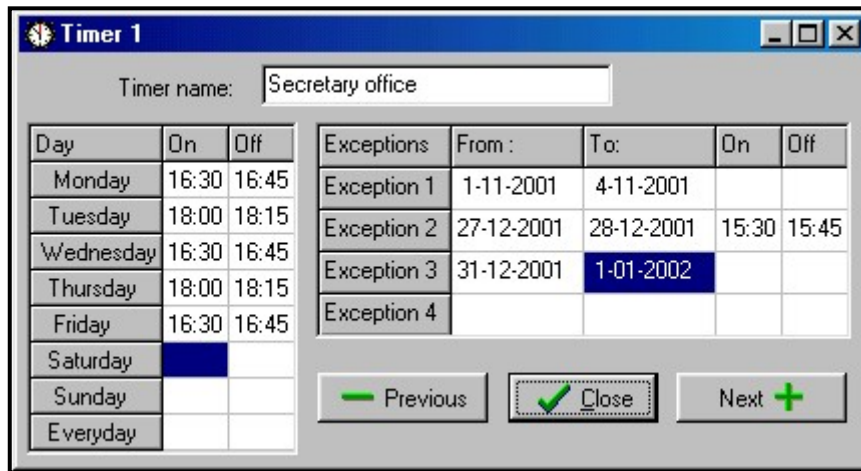 Timer 1
Timer name: Secretary office
Day On Off
Monday 16:30 16:45
Tuesday 18:00 18:15
Wednesday 16:30 16:45
Thursday 18:00 18:15
Friday 16:30 16:45
Saturday
Sunday
Everyday
Exceptions From : To: On Off
Exception 1 1-11-2001 4-11-2001
Exception 2 27-12-2001 28-12-2001 15:30 15:45
Exception 3 31-12-2001 1-01-2002
Exception 4
Previous Close Next